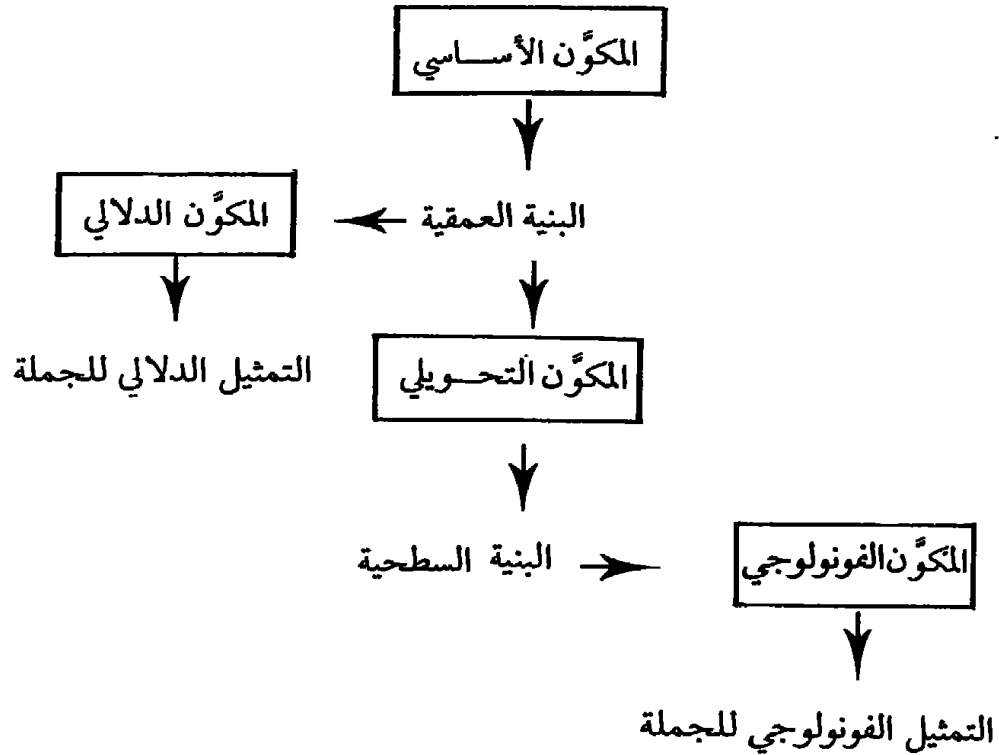 المكوَّن الأساسي
البنية العمقية
المكوَّن الدلالي
التمثيل الدلالي للجملة
المكوَّن التحويلي
البنية السطحية
المكوَّن الفونولوجي
التمثيل الفونولوجي للجملة